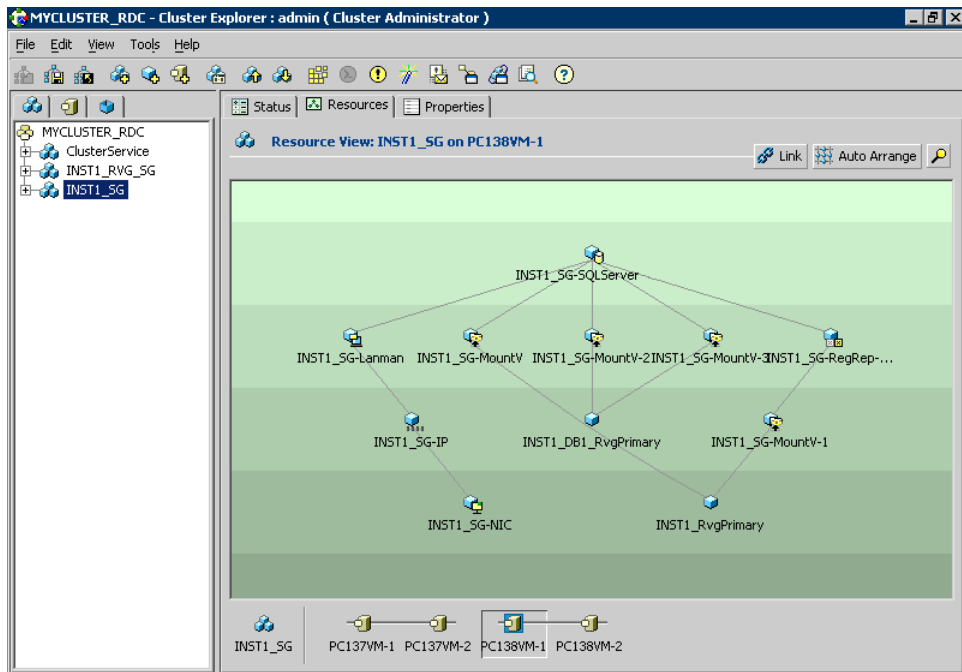 MYCLUSTER_RDC - Cluster Explorer : admin ( Cluster Administrator )
File Edit View Tools Help
Status Resources Properties
MYCLUSTER_RDC
ClusterService
INST1_RVG_SG
INST1_SG
Resource View: INST1_SG on PC138VM-1
Link Auto Arrange
INST1_SG-SQLServer
INST1_SG-Lanman INST1_SG-MountV INST1_SG-MountV-2 INST1_SG-MountV-3 INST1_SG-RegRep-...
INST1_SG-IP INST1_DB1_RvgPrimary INST1_SG-MountV-1
INST1_SG-NIC INST1_RvgPrimary
INST1_SG PC137VM-1 PC137VM-2 PC138VM-1 PC138VM-2